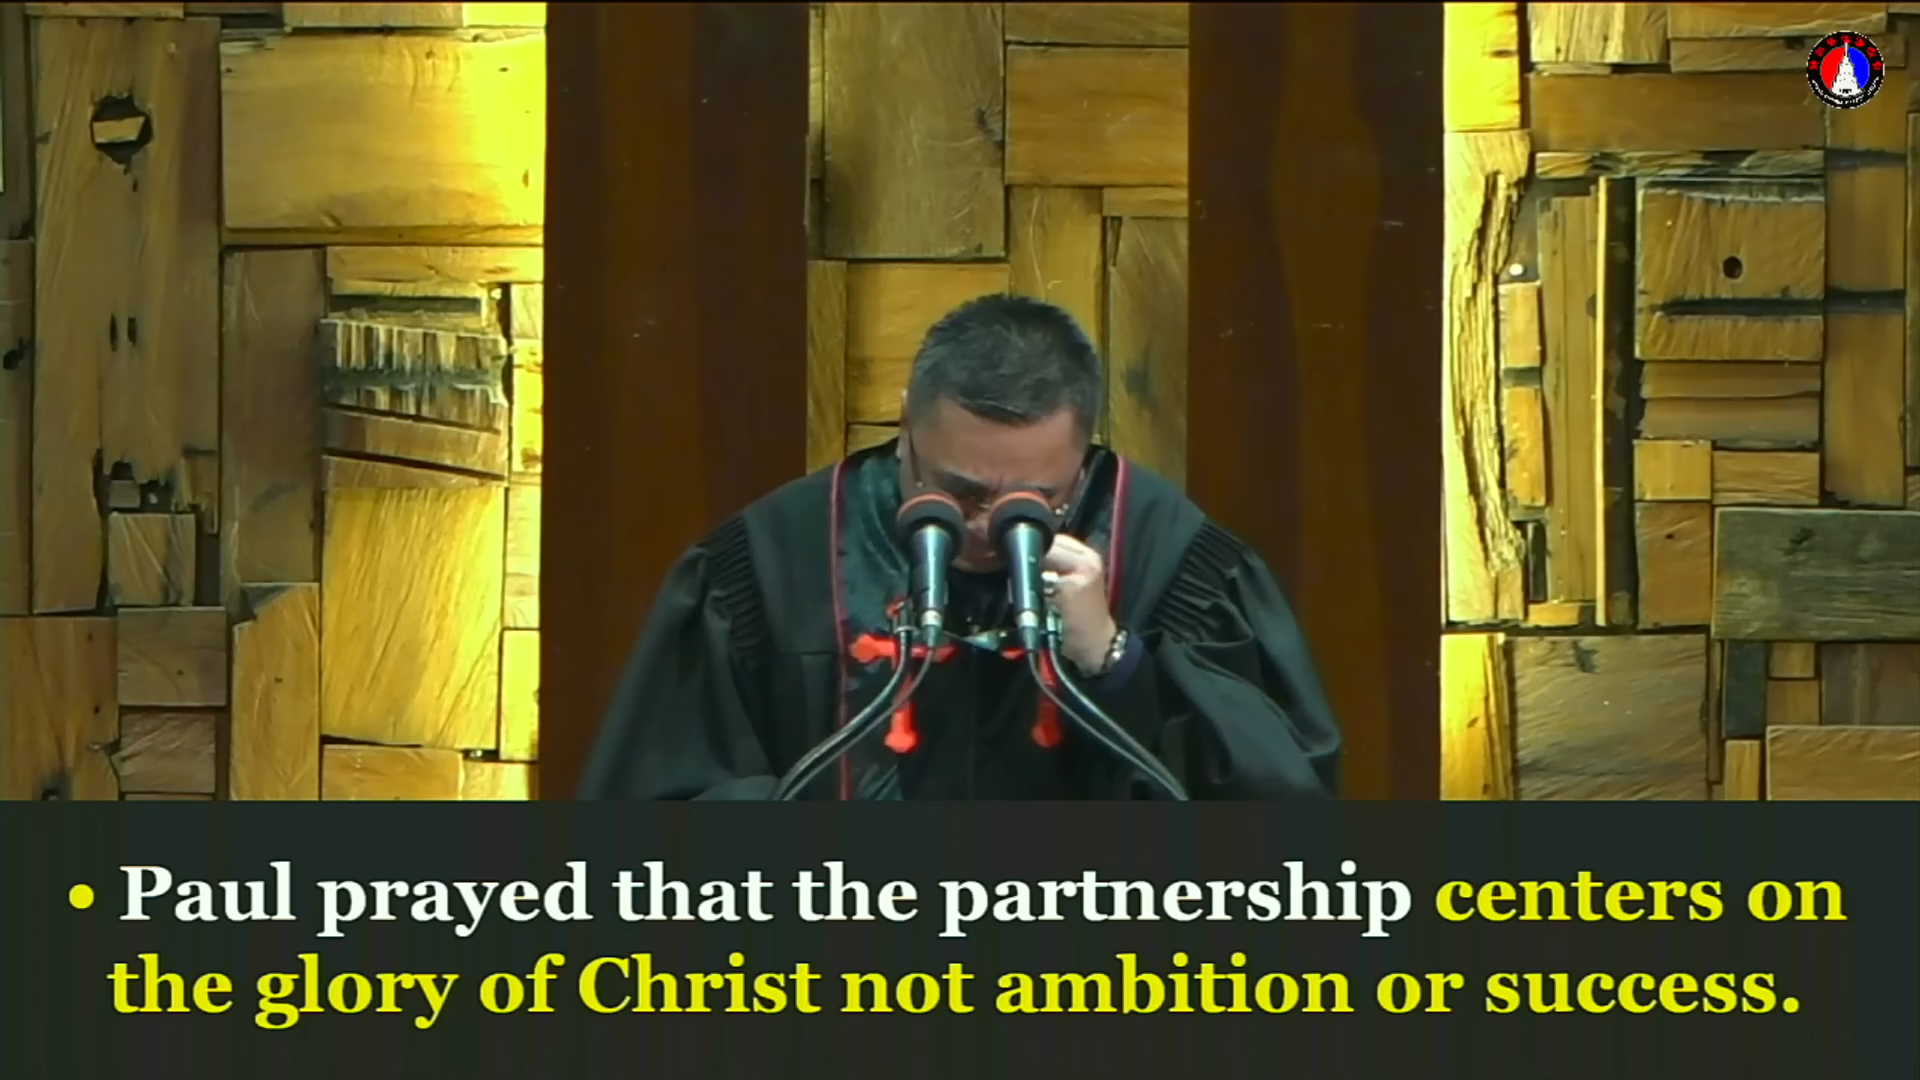 • Paul prayed that the partnership centers on
the glory of Christ not ambition or success.